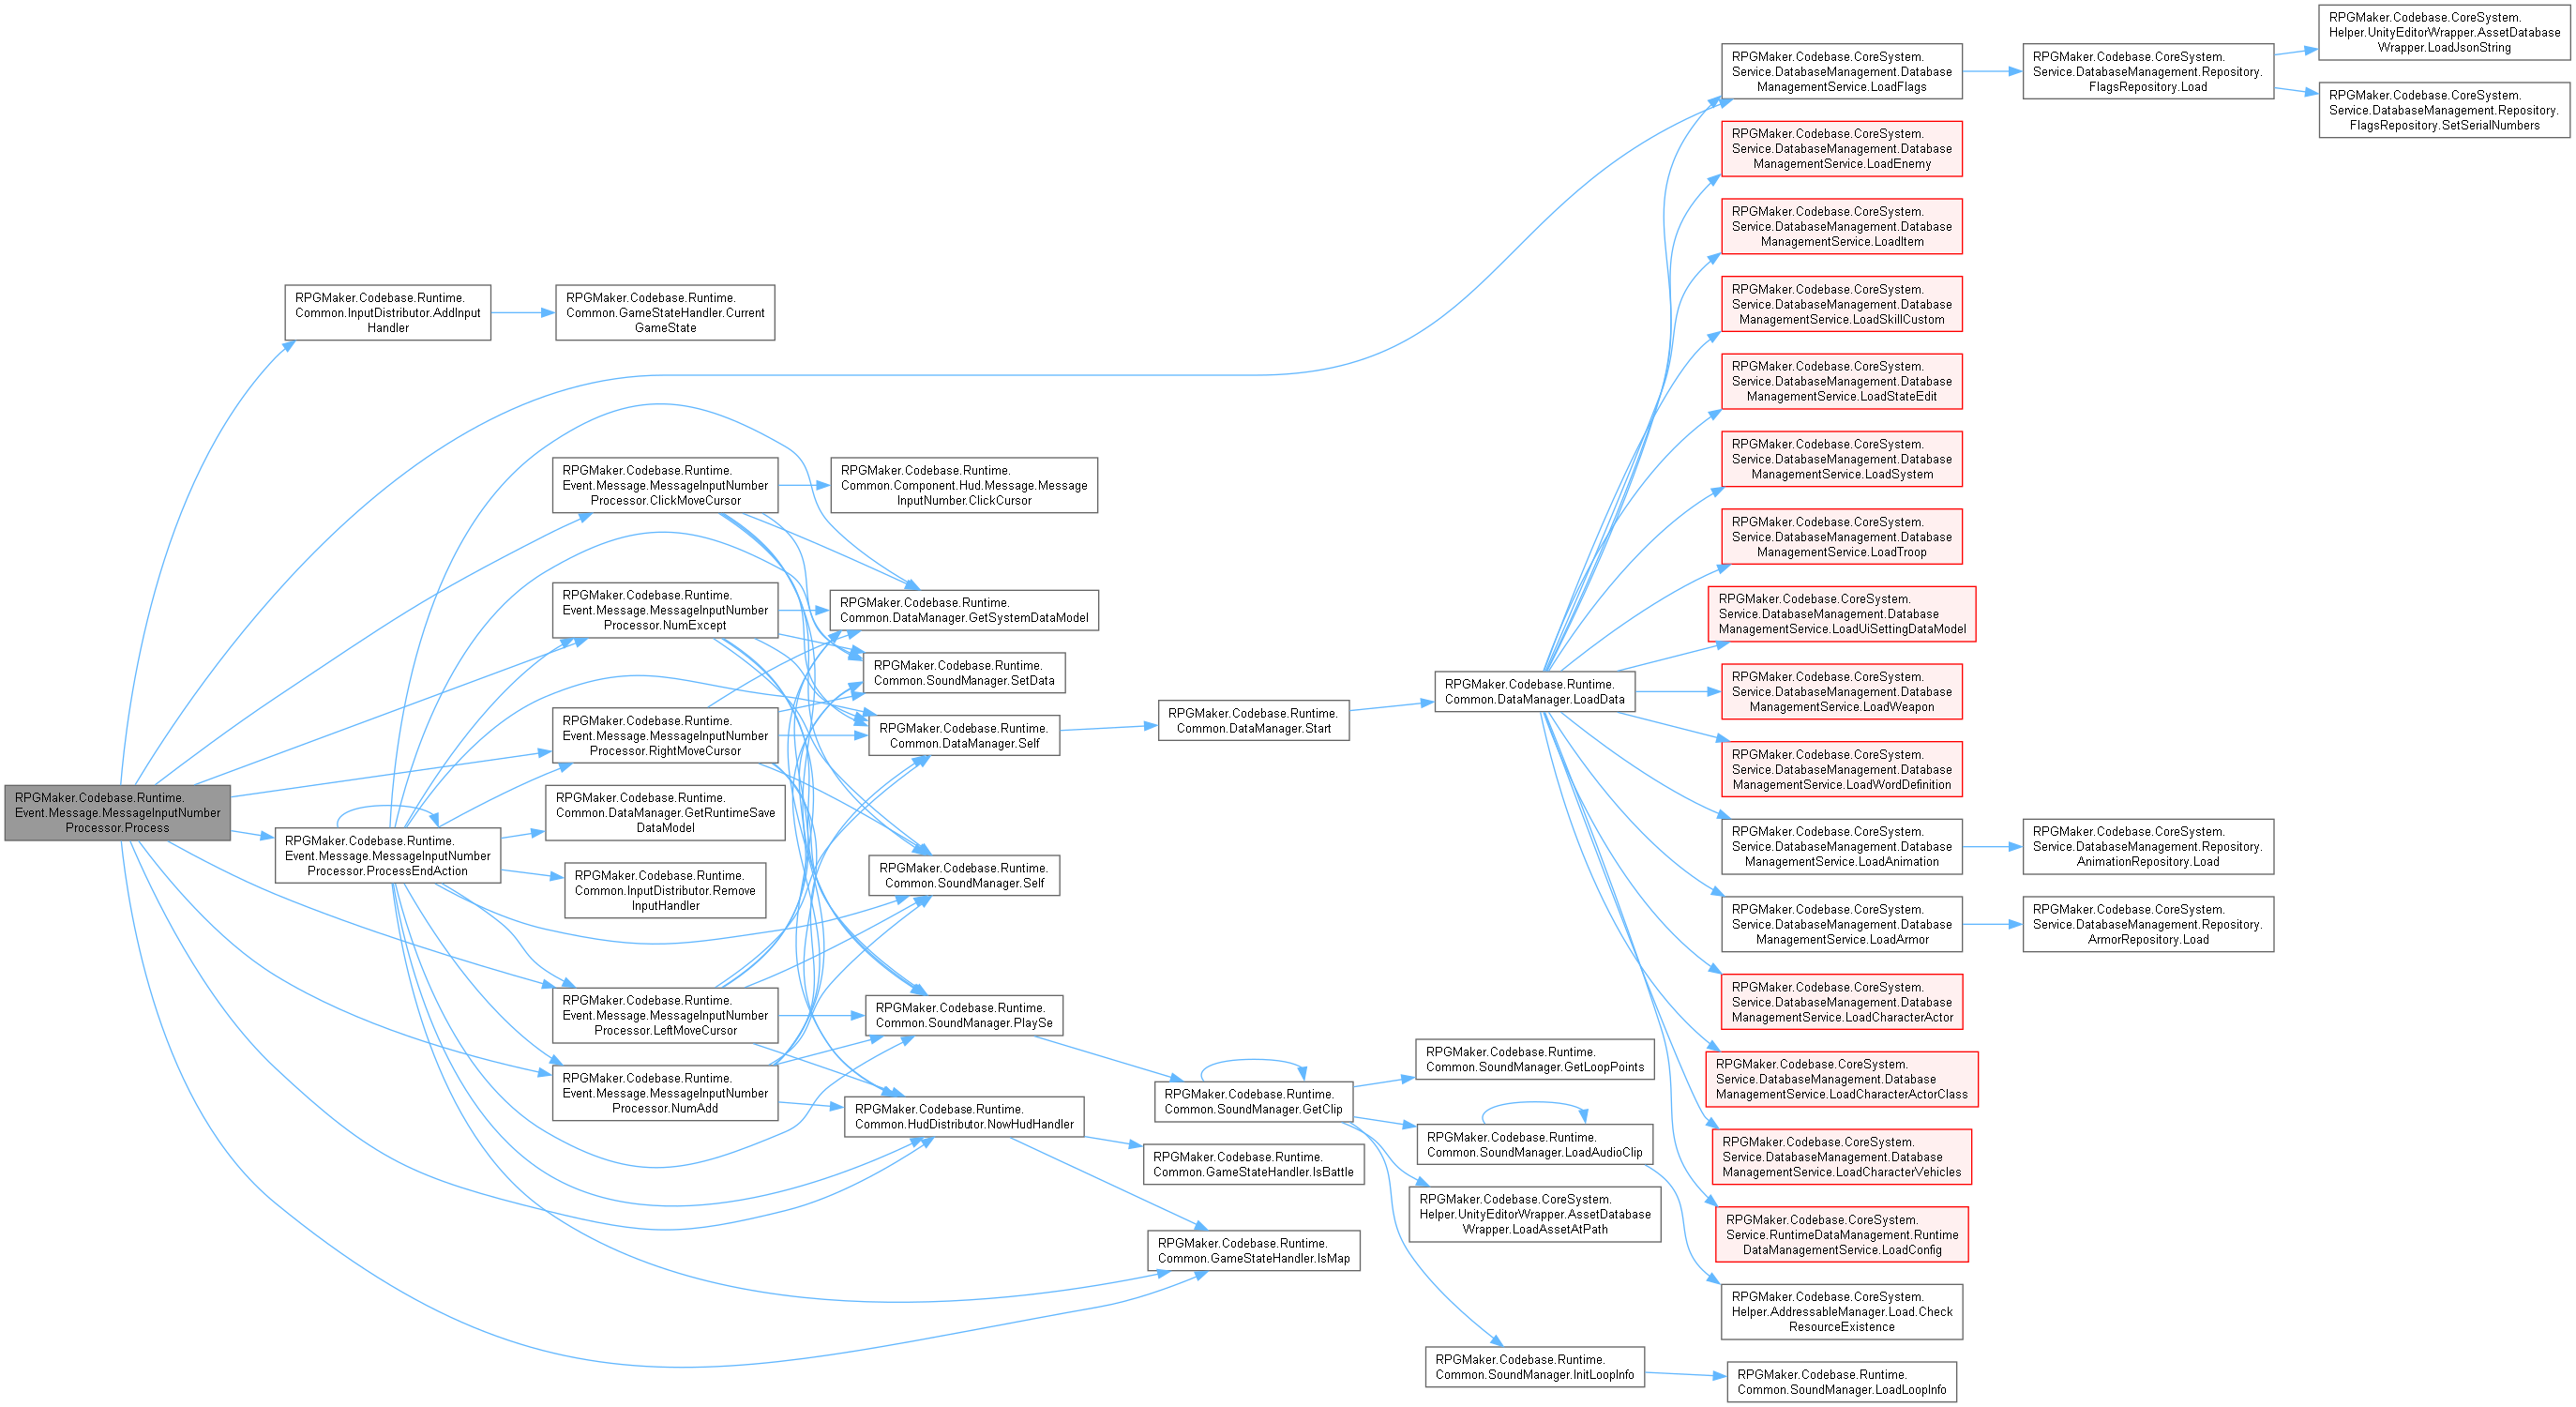 RPGMaker.Codebase.Runtime.
Event.Message.MessageInputNumber
Processor.Process
RPGMaker.Codebase.Runtime.
Common.InputDistributor.AddInput
Handler
RPGMaker.Codebase.Runtime.
Common.GameStateHandler.Current
GameState
RPGMaker.Codebase.Runtime.
Event.Message.MessageInputNumber
Processor.ClickMoveCursor
RPGMaker.Codebase.Runtime.
Common.Component.Hud.Message.Message
InputNumber.ClickCursor
RPGMaker.Codebase.Runtime.
Event.Message.MessageInputNumber
Processor.NumExcept
RPGMaker.Codebase.Runtime.
Common.DataManager.GetSystemDataModel
RPGMaker.Codebase.Runtime.
Common.SoundManager.SetData
RPGMaker.Codebase.Runtime.
Event.Message.MessageInputNumber
Processor.RightMoveCursor
RPGMaker.Codebase.Runtime.
Common.DataManager.Self
RPGMaker.Codebase.Runtime.
Common.DataManager.Start
RPGMaker.Codebase.Runtime.
Common.DataManager.LoadData
RPGMaker.Codebase.Runtime.
Common.DataManager.GetRuntimeSave
DataModel
RPGMaker.Codebase.Runtime.
Event.Message.MessageInputNumber
Processor.ProcessEndAction
RPGMaker.Codebase.Runtime.
Common.InputDistributor.Remove
InputHandler
RPGMaker.Codebase.Runtime.
Common.SoundManager.Self
RPGMaker.Codebase.Runtime.
Event.Message.MessageInputNumber
Processor.LeftMoveCursor
RPGMaker.Codebase.Runtime.
Common.SoundManager.PlaySe
RPGMaker.Codebase.Runtime.
Event.Message.MessageInputNumber
Processor.NumAdd
RPGMaker.Codebase.Runtime.
Common.HudDistributor.NowHudHandler
RPGMaker.Codebase.Runtime.
Common.SoundManager.GetClip
RPGMaker.Codebase.Runtime.
Common.GameStateHandler.IsBattle
RPGMaker.Codebase.Runtime.
Common.GameStateHandler.IsMap
RPGMaker.Codebase.Runtime.
Common.SoundManager.GetLoopPoints
RPGMaker.Codebase.Runtime.
Common.SoundManager.LoadAudioClip
RPGMaker.Codebase.CoreSystem.
Helper.UnityEditorWrapper.AssetDatabase
Wrapper.LoadAssetAtPath
RPGMaker.Codebase.Runtime.
Common.SoundManager.InitLoopInfo
RPGMaker.Codebase.CoreSystem.
Service.DatabaseManagement.Database
ManagementService.LoadFlags
RPGMaker.Codebase.CoreSystem.
Service.DatabaseManagement.Repository.
FlagsRepository.Load
RPGMaker.Codebase.CoreSystem.
Helper.UnityEditorWrapper.AssetDatabase
Wrapper.LoadJsonString
RPGMaker.Codebase.CoreSystem.
Service.DatabaseManagement.Repository.
FlagsRepository.SetSerialNumbers
RPGMaker.Codebase.CoreSystem.
Service.DatabaseManagement.Database
ManagementService.LoadEnemy
RPGMaker.Codebase.CoreSystem.
Service.DatabaseManagement.Database
ManagementService.LoadItem
RPGMaker.Codebase.CoreSystem.
Service.DatabaseManagement.Database
ManagementService.LoadSkillCustom
RPGMaker.Codebase.CoreSystem.
Service.DatabaseManagement.Database
ManagementService.LoadStateEdit
RPGMaker.Codebase.CoreSystem.
Service.DatabaseManagement.Database
ManagementService.LoadSystem
RPGMaker.Codebase.CoreSystem.
Service.DatabaseManagement.Database
ManagementService.LoadTroop
RPGMaker.Codebase.CoreSystem.
Service.DatabaseManagement.Database
ManagementService.LoadUiSettingDataModel
RPGMaker.Codebase.CoreSystem.
Service.DatabaseManagement.Database
ManagementService.LoadWeapon
RPGMaker.Codebase.CoreSystem.
Service.DatabaseManagement.Database
ManagementService.LoadWordDefinition
RPGMaker.Codebase.CoreSystem.
Service.DatabaseManagement.Database
ManagementService.LoadAnimation
RPGMaker.Codebase.CoreSystem.
Service.DatabaseManagement.Repository.
AnimationRepository.Load
RPGMaker.Codebase.CoreSystem.
Service.DatabaseManagement.Database
ManagementService.LoadArmor
RPGMaker.Codebase.CoreSystem.
Service.DatabaseManagement.Repository.
ArmorRepository.Load
RPGMaker.Codebase.CoreSystem.
Service.DatabaseManagement.Database
ManagementService.LoadCharacterActor
RPGMaker.Codebase.CoreSystem.
Service.DatabaseManagement.Database
ManagementService.LoadCharacterActorClass
RPGMaker.Codebase.CoreSystem.
Service.DatabaseManagement.Database
ManagementService.LoadCharacterVehicles
RPGMaker.Codebase.CoreSystem.
Service.RuntimeDataManagement.Runtime
DataManagementService.LoadConfig
RPGMaker.Codebase.CoreSystem.
Helper.AddressableManager.Load.Check
ResourceExistence
RPGMaker.Codebase.Runtime.
Common.SoundManager.LoadLoopInfo